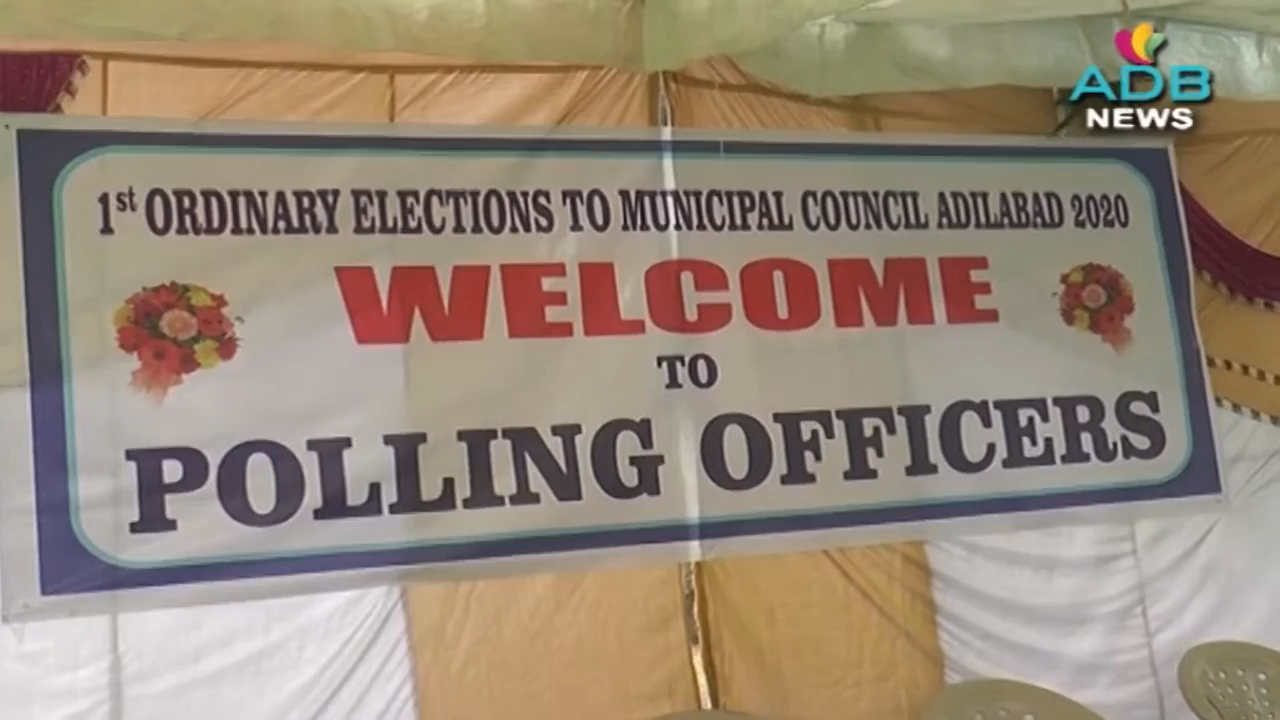 ADB
NEWS
1st ORDINARY ELECTIONS TO MUNICIPAL COUNCIL ADILABAD 2020
WELCOME
TO
POLLING OFFICERS